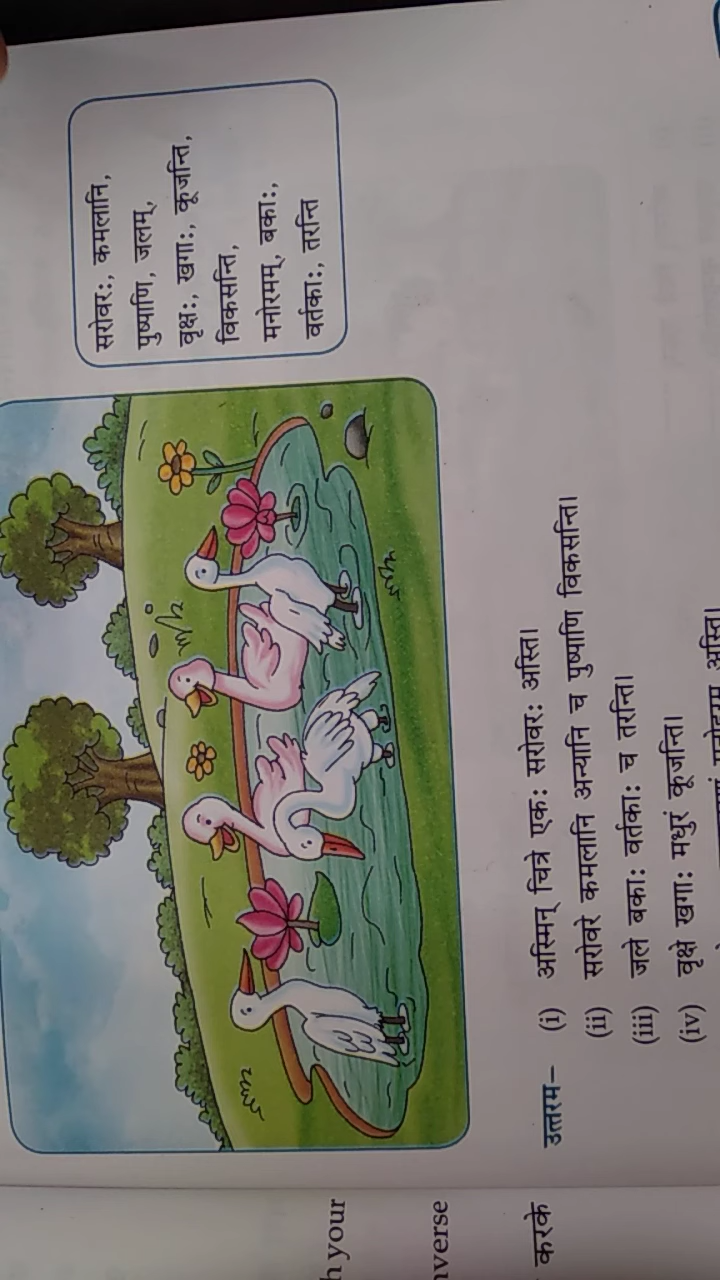 सरोवरः, कमलानि,
पुष्पाणि, जलम्,
वृक्षः, खगाः, कूजन्ति,
विकसन्ति,
मनोरमम्, बकाः,
वर्तकाः, तरन्ति
उत्तरम्–
(i) अस्मिन् चित्रे एकः सरोवरः अस्ति।
(ii) सरोवरे कमलानि अन्यानि च पुष्पाणि विकसन्ति।
(iii) जले बकाः वर्तकाः च तरन्ति।
(iv) वृक्षे खगाः मधुरं कूजन्ति।
अस्ति।
h your
nverse
करके